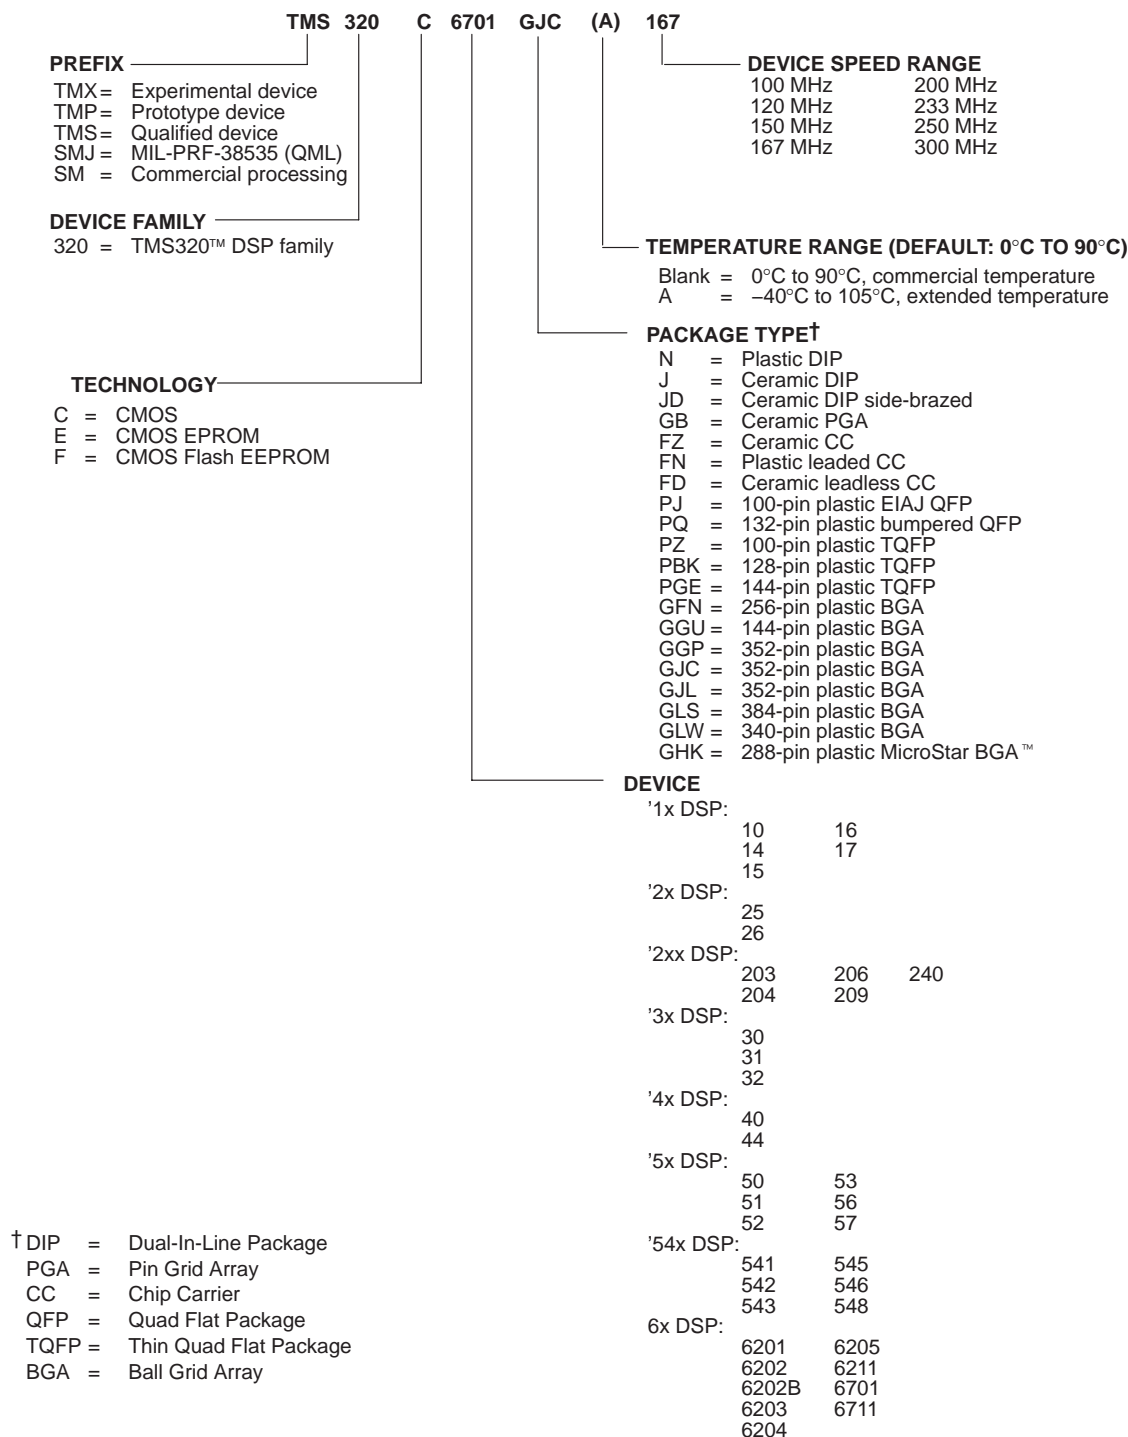 TMS 320 C 6701 GJC (A) 167
PREFIX
TMX = Experimental device
TMP = Prototype device
TMS = Qualified device
SMJ = MIL-PRF-38535 (QML)
SM = Commercial processing
DEVICE SPEED RANGE
100 MHz 200 MHz
120 MHz 233 MHz
150 MHz 250 MHz
167 MHz 300 MHz
DEVICE FAMILY
320 = TMS320™ DSP family
TEMPERATURE RANGE (DEFAULT: 0°C TO 90°C)
Blank = 0°C to 90°C, commercial temperature
A = −40°C to 105°C, extended temperature
PACKAGE TYPE†
N = Plastic DIP
J = Ceramic DIP
JD = Ceramic DIP side-brazed
GB = Ceramic PGA
FZ = Ceramic CC
FN = Plastic leaded CC
FD = Ceramic leadless CC
PJ = 100-pin plastic EIAJ QFP
PQ = 132-pin plastic bumpered QFP
PZ = 100-pin plastic TQFP
PBK = 128-pin plastic TQFP
PGE = 144-pin plastic TQFP
GFN = 256-pin plastic BGA
GGU = 144-pin plastic BGA
GGP = 352-pin plastic BGA
GJC = 352-pin plastic BGA
GJL = 352-pin plastic BGA
GLS = 384-pin plastic BGA
GLW = 340-pin plastic BGA
GHK = 288-pin plastic MicroStar BGA™
TECHNOLOGY
C = CMOS
E = CMOS EPROM
F = CMOS Flash EEPROM
DEVICE
'1x DSP:
10 16
14 17
15
'2x DSP:
25
26
'2xx DSP:
203 206 240
204 209
'3x DSP:
30
31
32
'4x DSP:
40
44
'5x DSP:
50 53
51 56
52 57
'54x DSP:
541 545
542 546
543 548
6x DSP:
6201 6205
6202 6211
6202B 6701
6203 6711
6204
† DIP = Dual-In-Line Package
PGA = Pin Grid Array
CC = Chip Carrier
QFP = Quad Flat Package
TQFP = Thin Quad Flat Package
BGA = Ball Grid Array